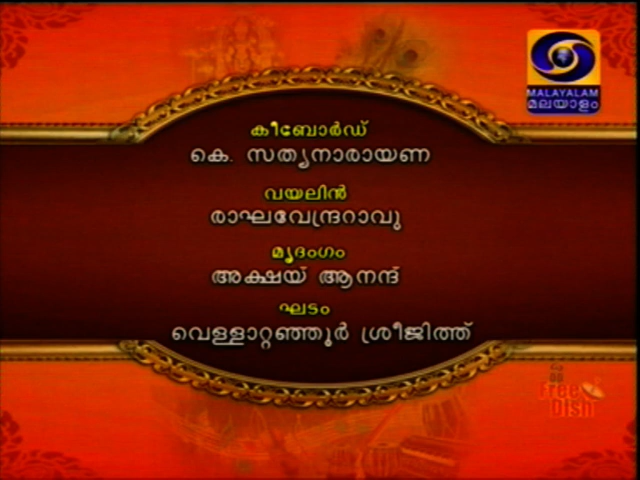 MALAYALAM
മലയാളം
കീബോർഡ്
കെ. സത്യനാരായണ
വയലിൻ
രാഘവേന്ദ്രറാവു
മൃദംഗം
അക്ഷയ് ആനന്ദ്
ഘടം
വെള്ളാറ്റഞ്ഞൂർ ശ്രീജിത്ത്
Free
Dish